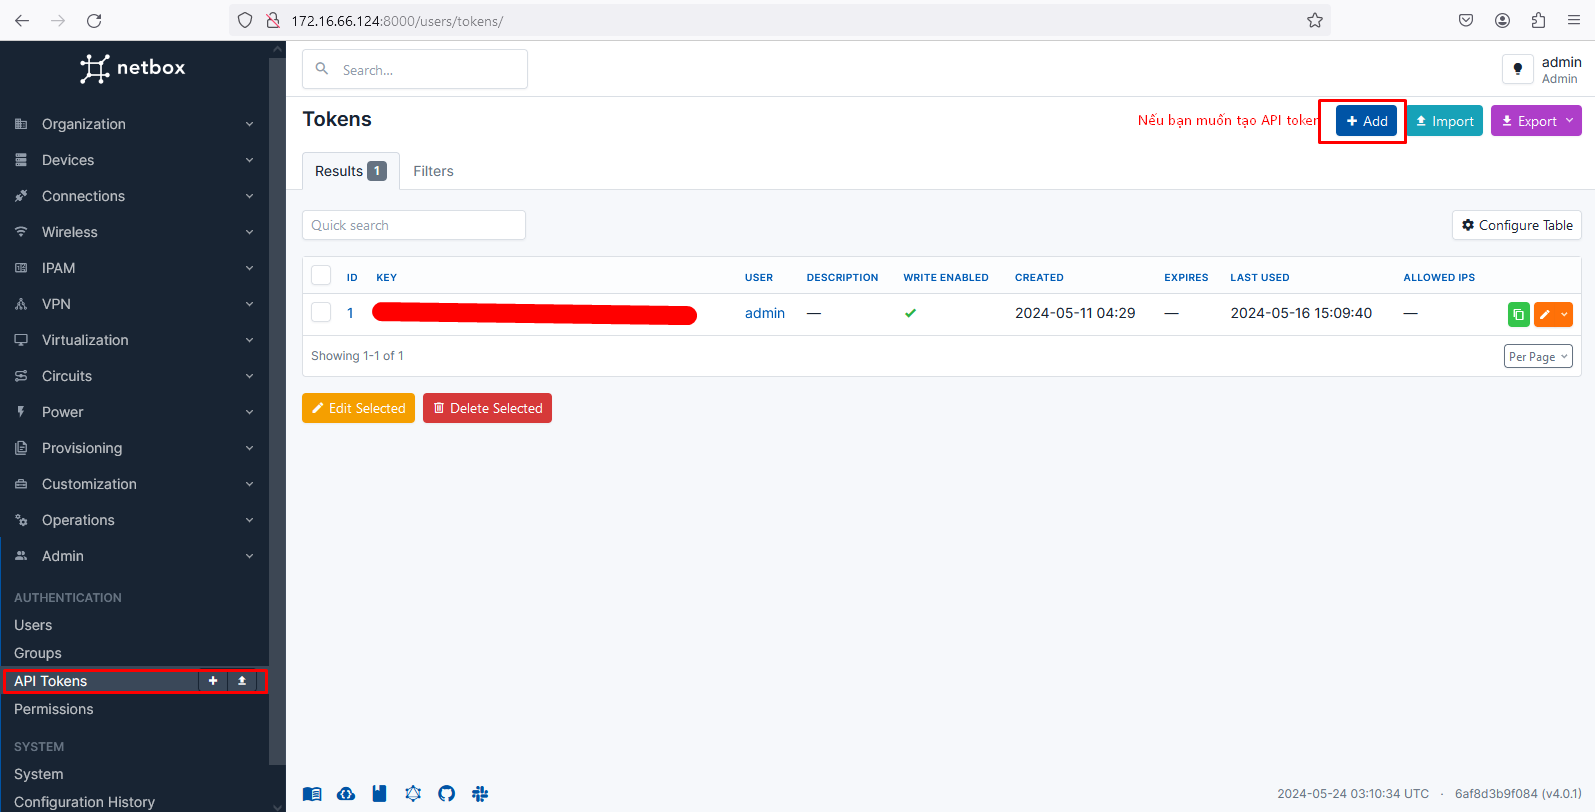 172.16.66.124:8000/users/tokens/
netbox
Search...
admin
Admin
Organization
Devices
Connections
Wireless
IPAM
VPN
Virtualization
Circuits
Power
Provisioning
Customization
Operations
Admin
AUTHENTICATION
Users
Groups
API Tokens
Permissions
SYSTEM
System
Configuration History
Tokens
Nếu bạn muốn tạo API token
Add
Import
Export
Results 1
Filters
Quick search
Configure Table
ID KEY USER DESCRIPTION WRITE ENABLED CREATED EXPIRES LAST USED ALLOWED IPS
1 admin — 2024-05-11 04:29 — 2024-05-16 15:09:40 —
Showing 1-1 of 1
Per Page
Edit Selected
Delete Selected
2024-05-24 03:10:34 UTC · 6af8d3b9f084 (v4.0.1)